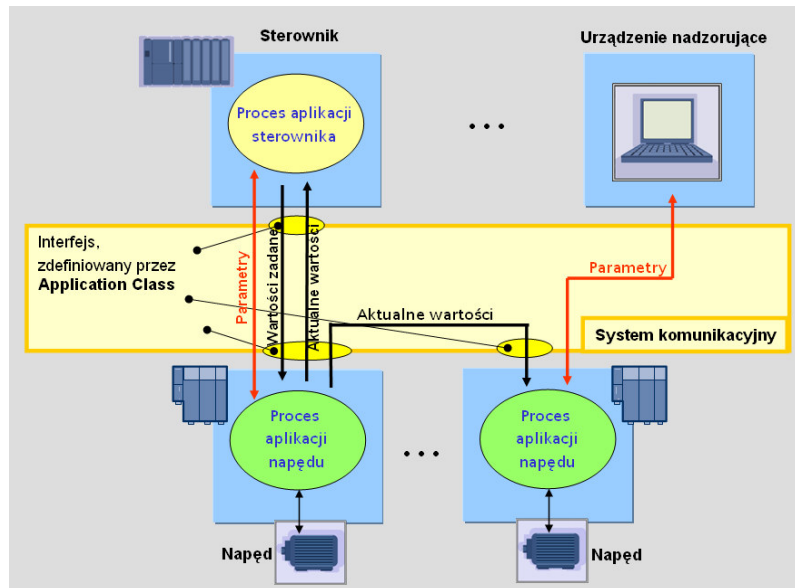 Sterownik
Urządzenie nadzorujące
Proces aplikacji
sterownika
• • •
Interfejs,
zdefiniowany przez
Application Class
Parametry
Wartości zadane
Aktualne wartości
Aktualne wartości
Parametry
System komunikacyjny
Proces
aplikacji
napędu
• • •
Proces
aplikacji
napędu
Napęd
Napęd